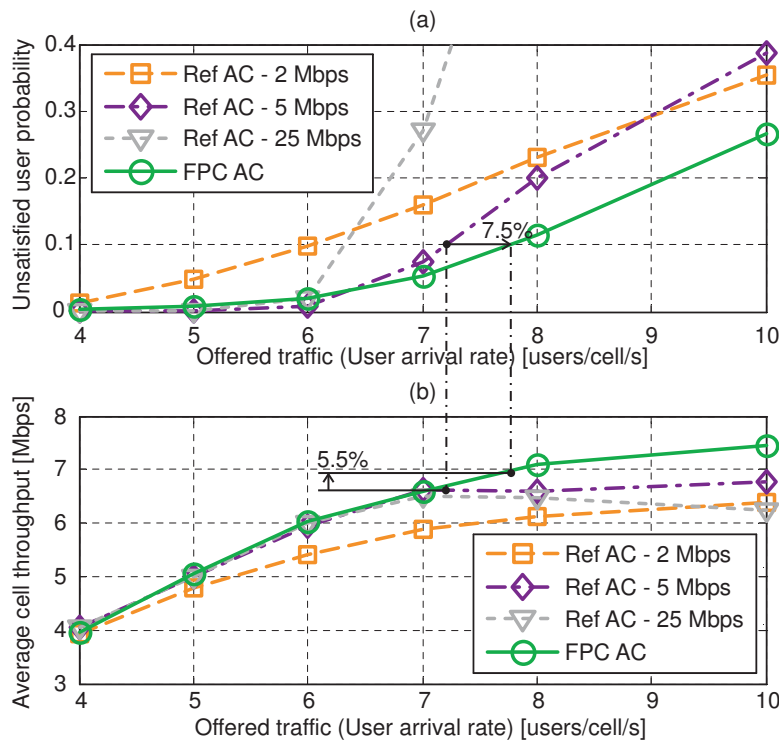 (a)
Unsatisfied user probability
0.4
0.3
0.2
0.1
0
Ref AC - 2 Mbps
Ref AC - 5 Mbps
Ref AC - 25 Mbps
FPC AC
7.5%
4 5 6 7 8 9 10
Offered traffic (User arrival rate) [users/cell/s]
(b)
Average cell throughput [Mbps]
8
7
6
5
4
3
5.5%
Ref AC - 2 Mbps
Ref AC - 5 Mbps
Ref AC - 25 Mbps
FPC AC
4 5 6 7 8 9 10
Offered traffic (User arrival rate) [users/cell/s]